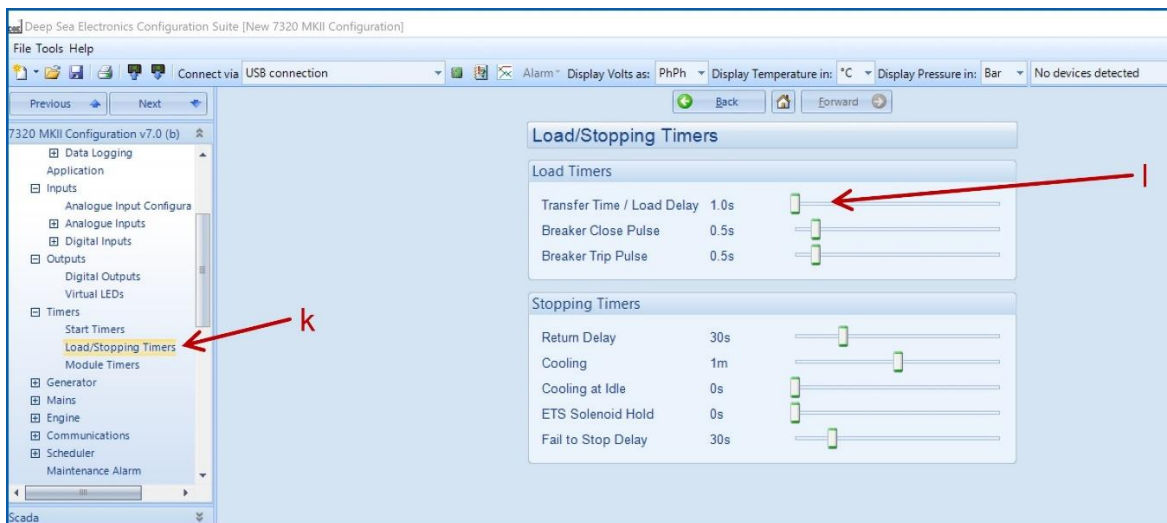 Deep Sea Electronics Configuration Suite [New 7320 MKII Configuration]
File Tools Help
Connect via USB connection Alarm Display Volts as: PhPh Display Temperature in: °C Display Pressure in: Bar No devices detected
Previous Next
Back Forward
7320 MKII Configuration v7.0 (b)
Data Logging
Application
Inputs
Analogue Input Configura
Analogue Inputs
Digital Inputs
Outputs
Digital Outputs
Virtual LEDs
Timers
Start Timers
Load/Stopping Timers
Module Timers
Generator
Mains
Engine
Communications
Scheduler
Maintenance Alarm
Scada
k
Load/Stopping Timers
Load Timers
Transfer Time / Load Delay 1.0s
Breaker Close Pulse 0.5s
Breaker Trip Pulse 0.5s
l
Stopping Timers
Return Delay 30s
Cooling 1m
Cooling at Idle 0s
ETS Solenoid Hold 0s
Fail to Stop Delay 30s